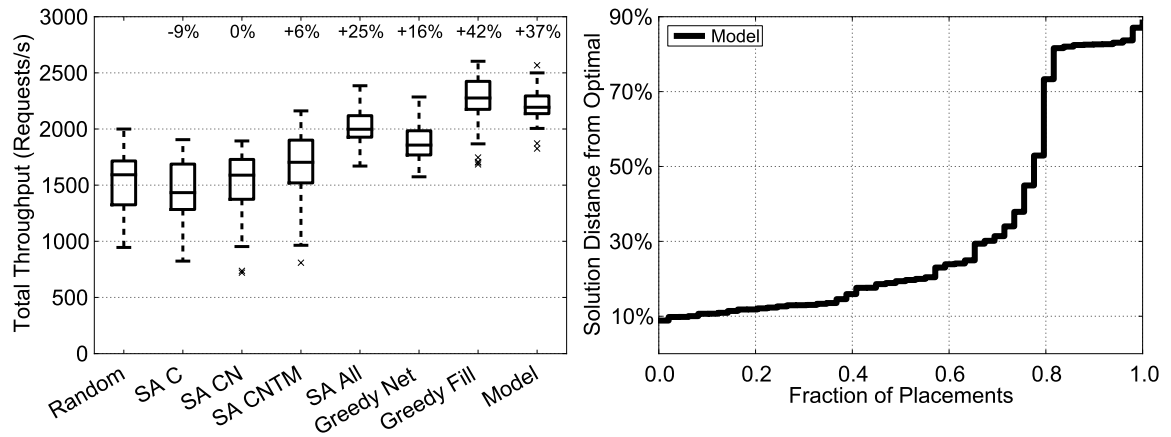 Total Throughput (Requests/s)
3000
2500
2000
1500
1000
500
0
-9% 0% +6% +25% +16% +42% +37%
Random
SA C
SA CN
SA CNTM
SA All
Greedy Net
Greedy Fill
Model
Solution Distance from Optimal
90%
70%
50%
30%
10%
Model
0.0 0.2 0.4 0.6 0.8 1.0
Fraction of Placements